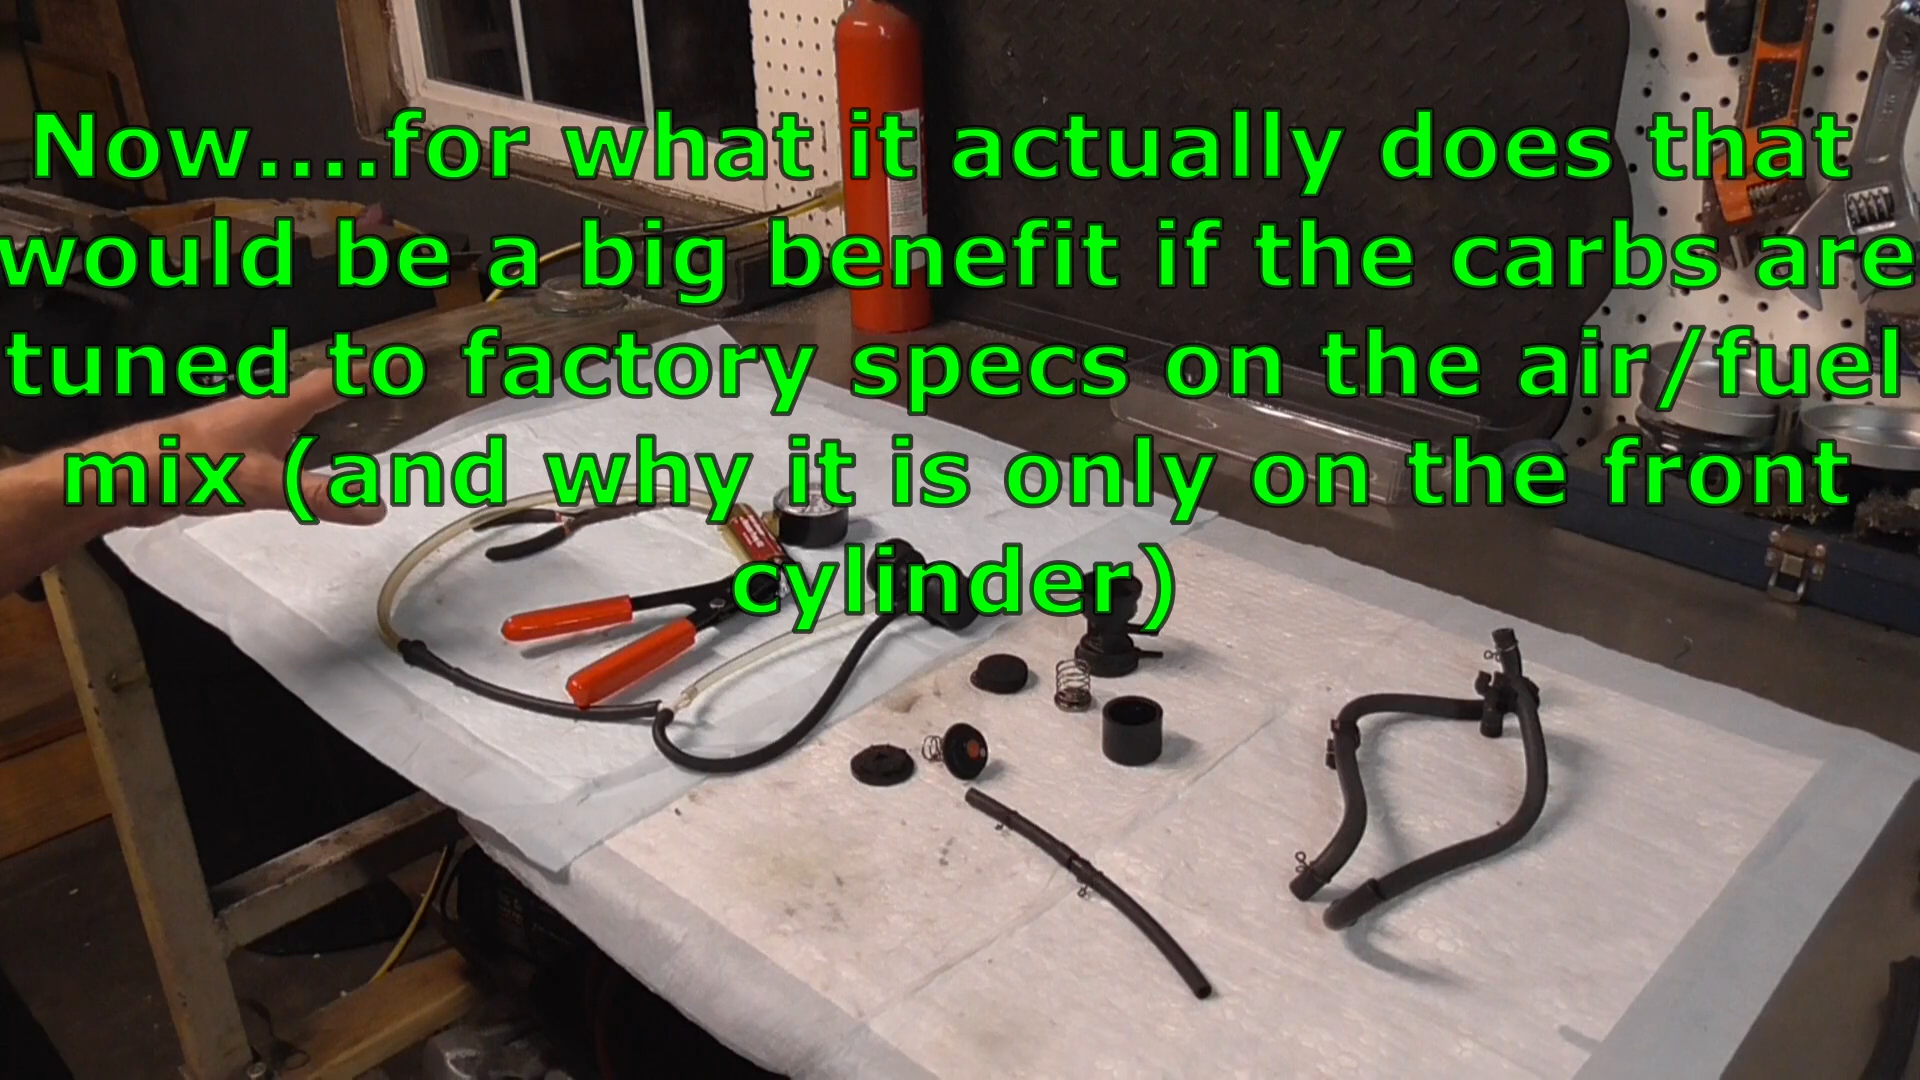 Now....for what it actually does that
would be a big benefit if the carbs are
tuned to factory specs on the air/fuel
mix (and why it is only on the front
cylinder)